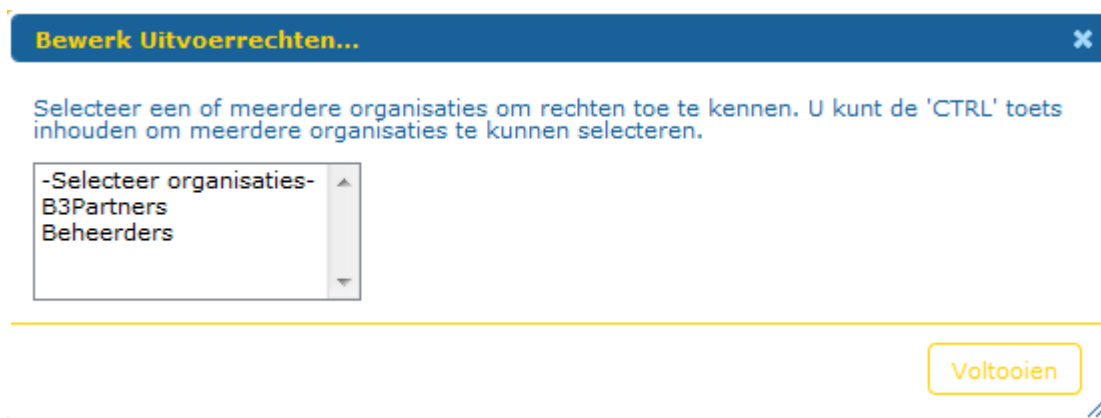 Bewerk Uitvoerrechten...
Selecteer een of meerdere organisaties om rechten toe te kennen. U kunt de 'CTRL' toets
inhouden om meerdere organisaties te kunnen selecteren.
-Selecteer organisaties-
B3Partners
Beheerders
Voltooien